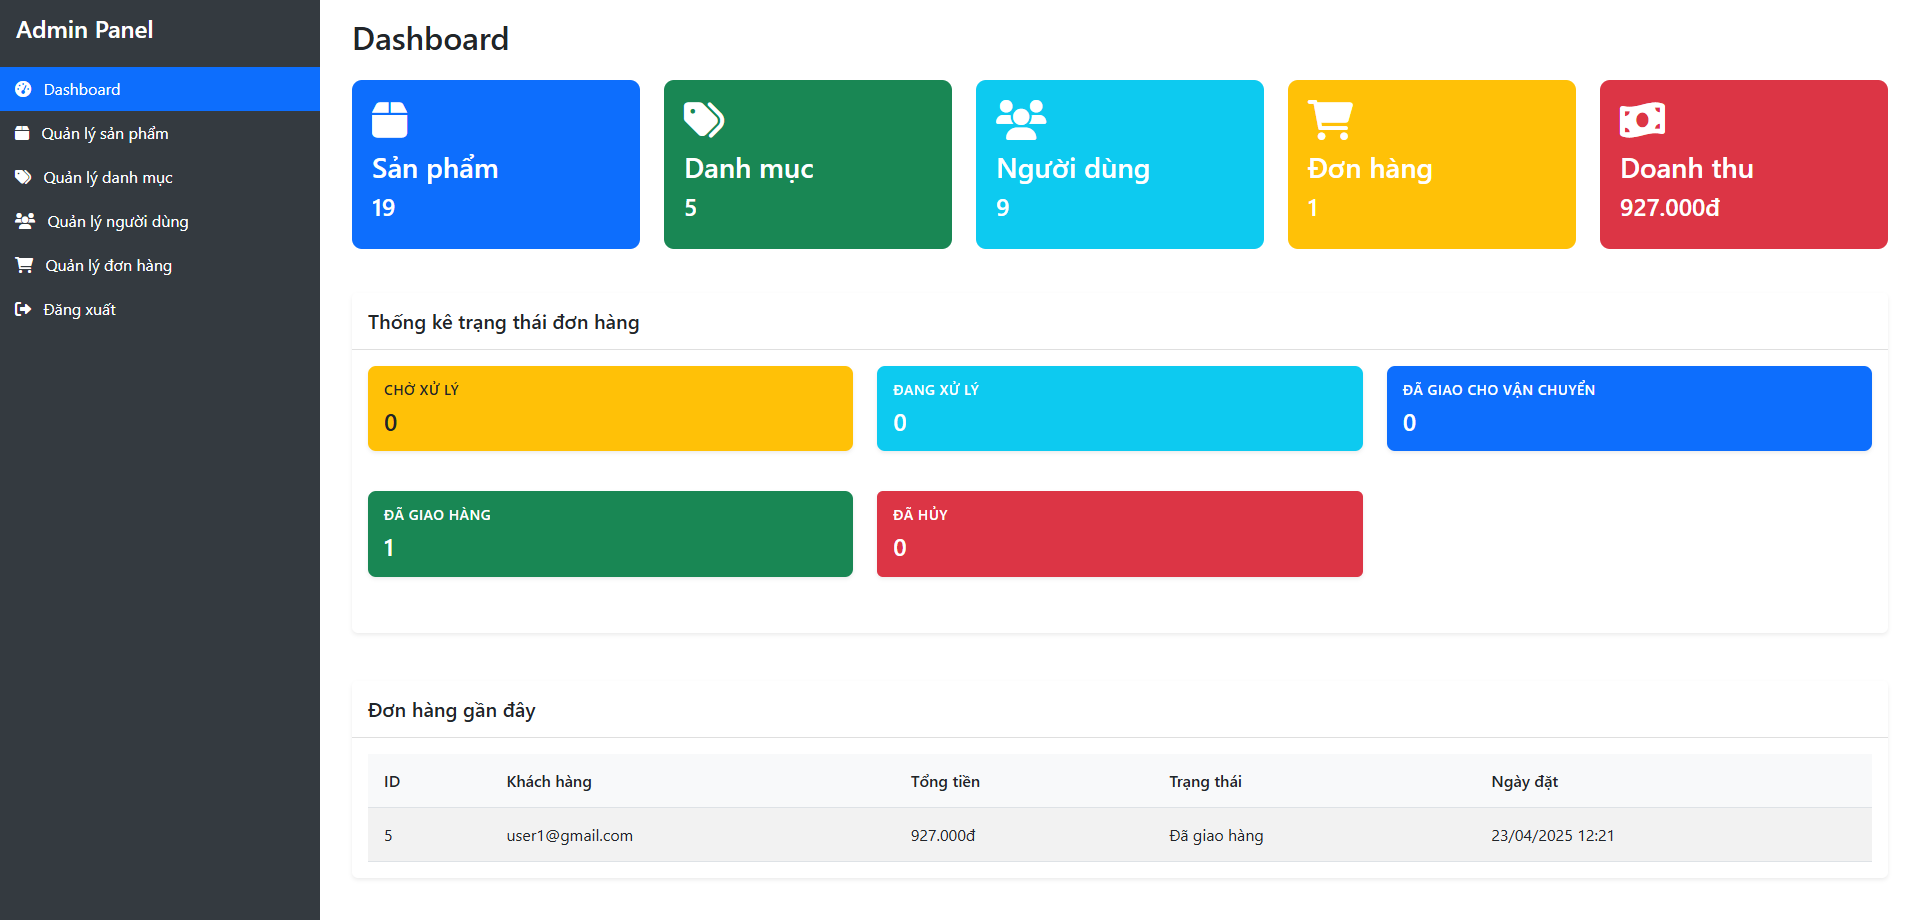 Admin Panel
Dashboard
Quản lý sản phẩm
Quản lý danh mục
Quản lý người dùng
Quản lý đơn hàng
Đăng xuất
Dashboard
Sản phẩm
19
Danh mục
5
Người dùng
9
Đơn hàng
1
Doanh thu
927.000đ
Thống kê trạng thái đơn hàng
CHỜ XỬ LÝ
0
ĐANG XỬ LÝ
0
ĐÃ GIAO CHO VẬN CHUYỂN
0
ĐÃ GIAO HÀNG
1
ĐÃ HỦY
0
Đơn hàng gần đây
ID Khách hàng Tổng tiền Trạng thái Ngày đặt
5 user1@gmail.com 927.000đ Đã giao hàng 23/04/2025 12:21